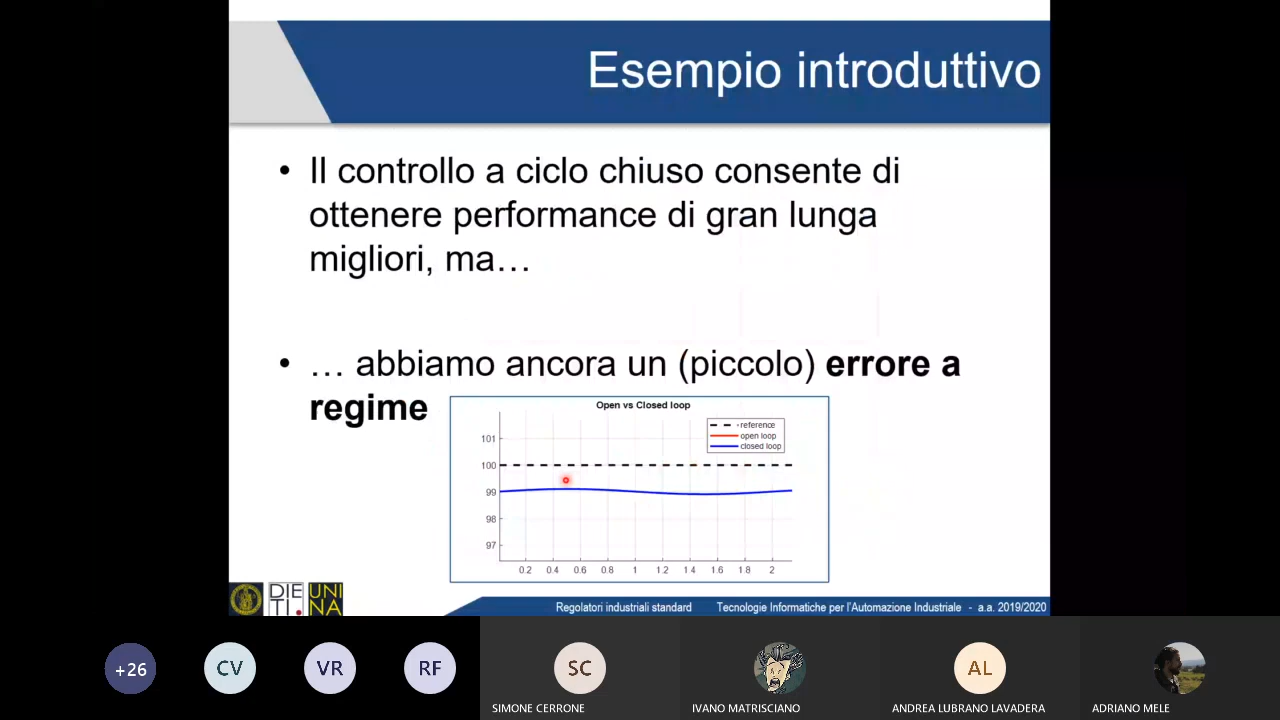 Esempio introduttivo
• Il controllo a ciclo chiuso consente di
ottenere performance di gran lunga
migliori, ma…
• … abbiamo ancora un (piccolo) errore a
regime
Open vs Closed loop
reference
open loop
closed loop
101
100
99
98
97
0.2 0.4 0.6 0.8 1 1.2 1.4 1.6 1.8 2
DIE
TI.
UNI
NA
Regolatori industriali standard Tecnologie Informatiche per l'Automazione Industriale - a.a. 2019/2020
+26 CV VR RF SC AL
SIMONE CERRONE IVANO MATRISCIANO ANDREA LUBRANO LAVADERA ADRIANO MELE